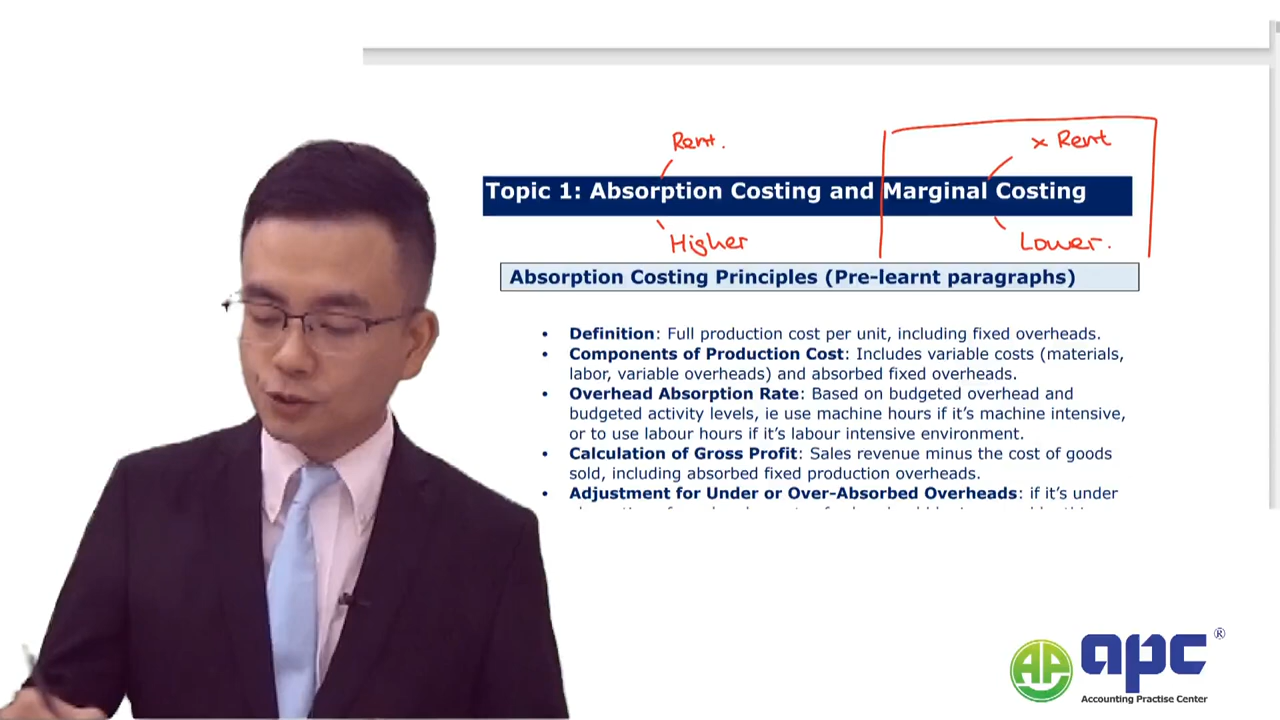 Rent.
x Rent
Topic 1: Absorption Costing and Marginal Costing
Higher
Lower.
Absorption Costing Principles (Pre-learnt paragraphs)
• Definition: Full production cost per unit, including fixed overheads.
• Components of Production Cost: Includes variable costs (materials,
labor, variable overheads) and absorbed fixed overheads.
• Overhead Absorption Rate: Based on budgeted overhead and
budgeted activity levels, ie use machine hours if it's machine intensive,
or to use labour hours if it's labour intensive environment.
• Calculation of Gross Profit: Sales revenue minus the cost of goods
sold, including absorbed fixed production overheads.
• Adjustment for Under or Over-Absorbed Overheads: if it's under
AP apc ®
Accounting Practise Center